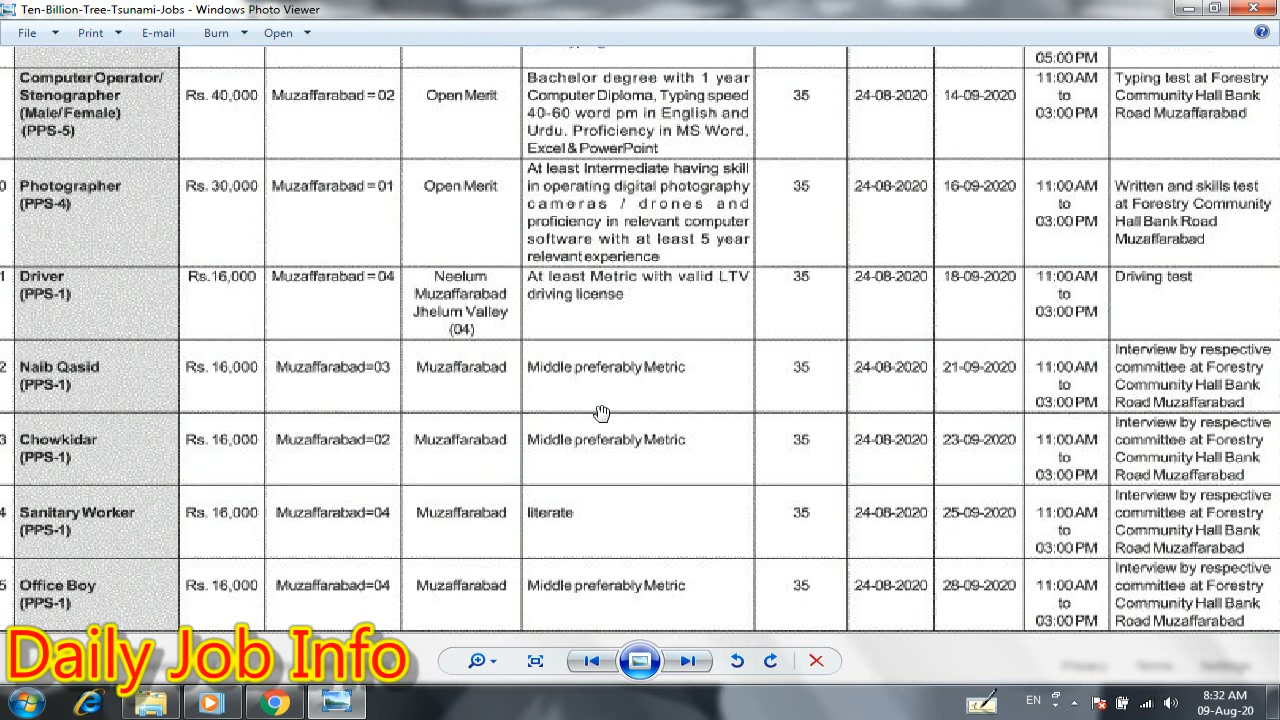 Ten-Billion-Tree-Tsunami-Jobs - Windows Photo Viewer
File Print E-mail Burn Open
05:00 PM
Computer Operator/
Stenographer
(Male/Female)
(PPS-5)
Rs. 40,000
Muzaffarabad = 02
Open Merit
Bachelor degree with 1 year
Computer Diploma, Typing speed
40-60 word pm in English and
Urdu. Proficiency in MS Word,
Excel & PowerPoint
35
24-08-2020
14-09-2020
11:00 AM
to
03:00 PM
Typing test at Forestry
Community Hall Bank
Road Muzaffarabad
0
Photographer
(PPS-4)
Rs. 30,000
Muzaffarabad = 01
Open Merit
At least Intermediate having skill
in operating digital photography
cameras / drones and
proficiency in relevant computer
software with at least 5 year
relevant experience
35
24-08-2020
16-09-2020
11:00 AM
to
03:00 PM
Written and skills test
at Forestry Community
Hall Bank Road
Muzaffarabad
1
Driver
(PPS-1)
Rs.16,000
Muzaffarabad = 04
Neelum
Muzaffarabad
Jhelum Valley
(04)
At least Metric with valid LTV
driving license
35
24-08-2020
18-09-2020
11:00 AM
to
03:00 PM
Driving test
2
Naib Qasid
(PPS-1)
Rs. 16,000
Muzaffarabad=03
Muzaffarabad
Middle preferably Metric
35
24-08-2020
21-09-2020
11:00 AM
to
03:00 PM
Interview by respective
committee at Forestry
Community Hall Bank
Road Muzaffarabad
3
Chowkidar
(PPS-1)
Rs. 16,000
Muzaffarabad=02
Muzaffarabad
Middle preferably Metric
35
24-08-2020
23-09-2020
11:00 AM
to
03:00 PM
Interview by respective
committee at Forestry
Community Hall Bank
Road Muzaffarabad
4
Sanitary Worker
(PPS-1)
Rs. 16,000
Muzaffarabad=04
Muzaffarabad
literate
35
24-08-2020
25-09-2020
11:00 AM
to
03:00 PM
Interview by respective
committee at Forestry
Community Hall Bank
Road Muzaffarabad
5
Office Boy
(PPS-1)
Rs. 16,000
Muzaffarabad=04
Muzaffarabad
Middle preferably Metric
35
24-08-2020
28-09-2020
11:00 AM
to
03:00 PM
Interview by respective
committee at Forestry
Community Hall Bank
Road Muzaffarabad
Daily Job Info
EN
8:32 AM
09-Aug-20